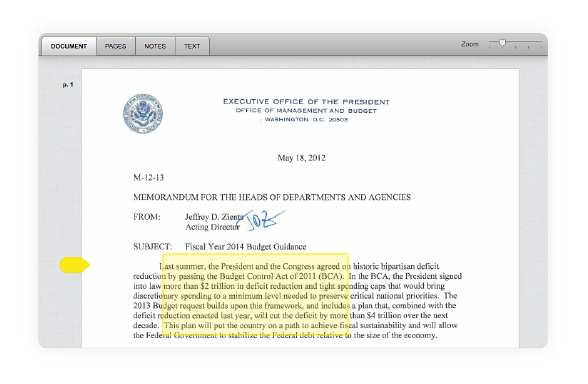 DOCUMENT PAGES NOTES TEXT Zoom
p. 1
EXECUTIVE OFFICE OF THE PRESIDENT
OFFICE OF MANAGEMENT AND BUDGET
WASHINGTON, D.C. 20503
May 18, 2012
M-12-13
MEMORANDUM FOR THE HEADS OF DEPARTMENTS AND AGENCIES
FROM: Jeffrey D. Zients
Acting Director
SUBJECT: Fiscal Year 2014 Budget Guidance
Last summer, the President and the Congress agreed on historic bipartisan deficit
reduction by passing the Budget Control Act of 2011 (BCA). In the BCA, the President signed
into law more than $2 trillion in deficit reduction and tight spending caps that would bring
discretionary spending to a minimum level needed to preserve critical national priorities. The
2013 Budget request builds upon this framework, and includes a plan that, combined with the
deficit reduction enacted last year, will cut the deficit by more than $4 trillion over the next
decade. This plan will put the country on a path to achieve fiscal sustainability and will allow
the Federal Government to stabilize the Federal debt relative to the size of the economy.